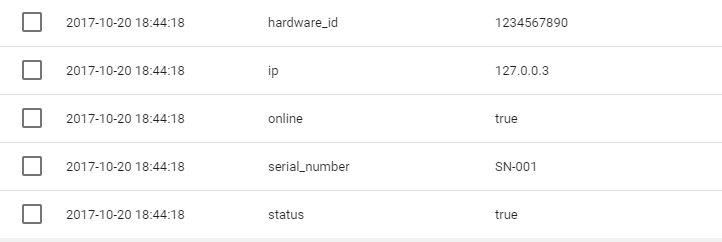 2017-10-20 18:44:18 hardware_id 1234567890
2017-10-20 18:44:18 ip 127.0.0.3
2017-10-20 18:44:18 online true
2017-10-20 18:44:18 serial_number SN-001
2017-10-20 18:44:18 status true